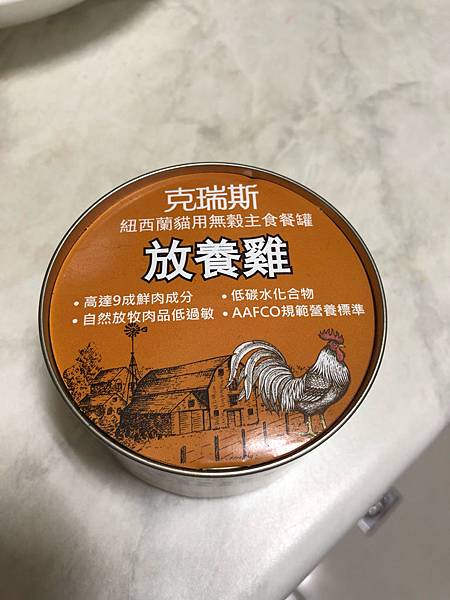 克瑞斯
紐西蘭貓用無穀主食餐罐
放養雞
•高達9成鮮肉成分 •低碳水化合物
•自然放牧肉品低過敏 •AAFCO規範營養標準